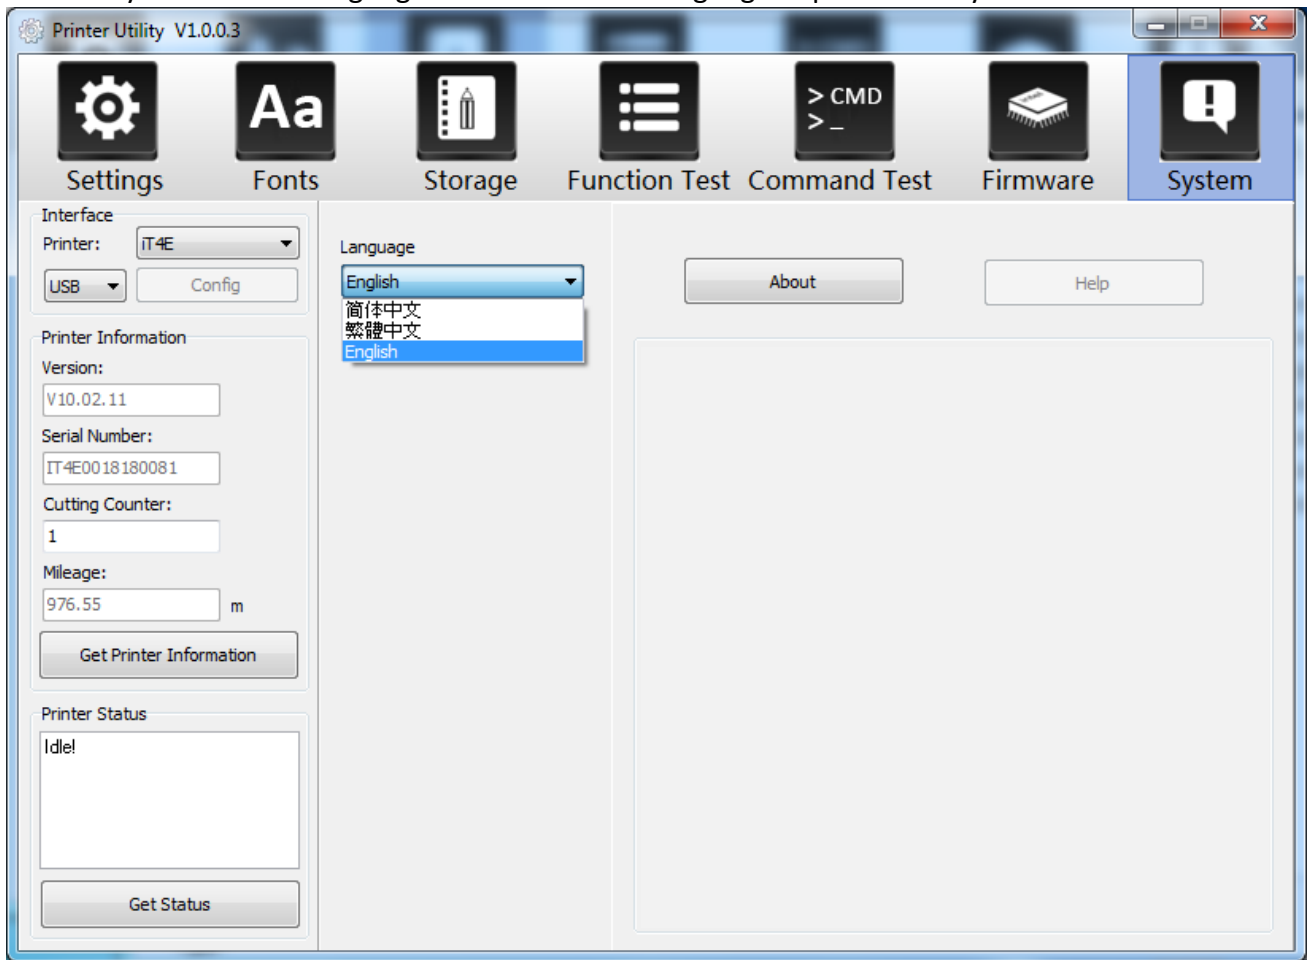 Printer Utility V1.0.0.3
> CMD
> _
Aa
Settings Fonts Storage Function Test Command Test Firmware System
Interface
Printer: iT4E
USB Config
Printer Information
Version:
V10.02.11
Serial Number:
IT4E0018180081
Cutting Counter:
1
Mileage:
976.55 m
Get Printer Information
Printer Status
Idle!
Get Status
Language
English
简体中文
繁體中文
English
About Help